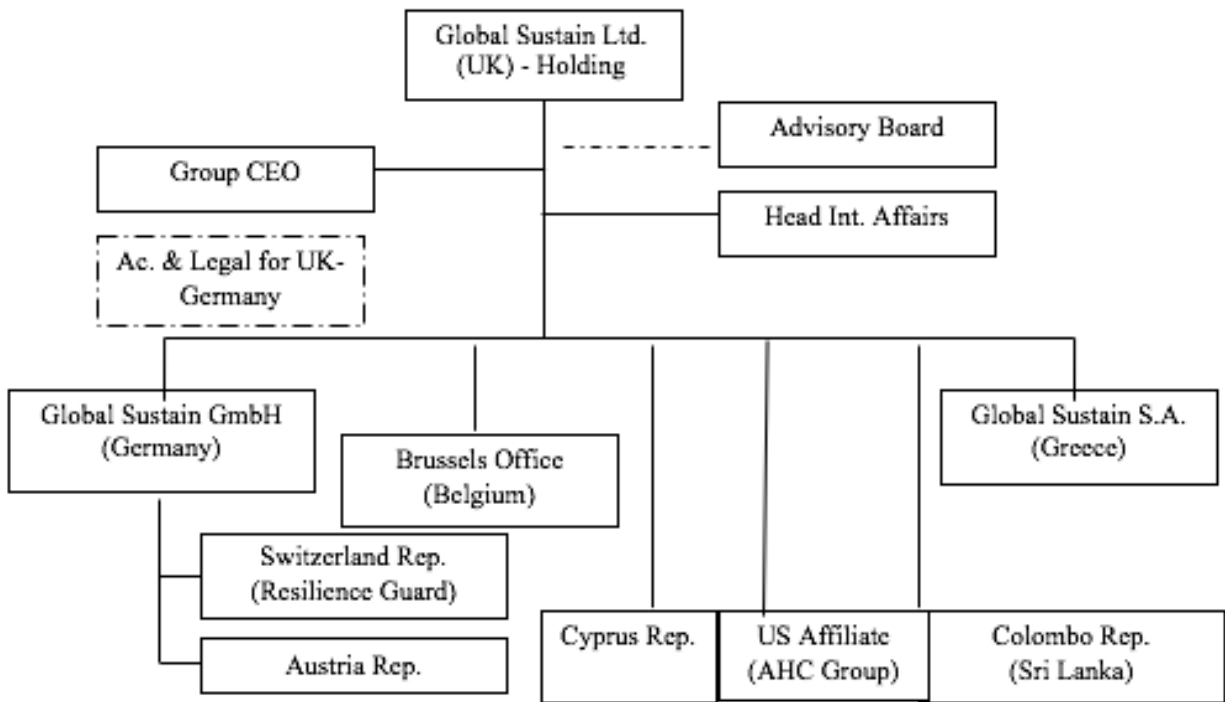 Global Sustain Ltd.
(UK) - Holding
Advisory Board
Group CEO
Head Int. Affairs
Ac. & Legal for UK-
Germany
Global Sustain GmbH
(Germany)
Brussels Office
(Belgium)
Global Sustain S.A.
(Greece)
Switzerland Rep.
(Resilience Guard)
Austria Rep.
Cyprus Rep.
US Affiliate
(AHC Group)
Colombo Rep.
(Sri Lanka)